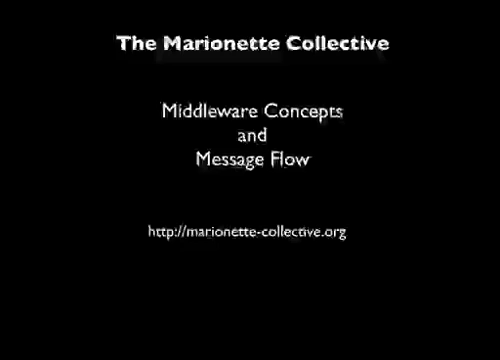 The Marionette Collective
Middleware Concepts
and
Message Flow
http://marionette-collective.org